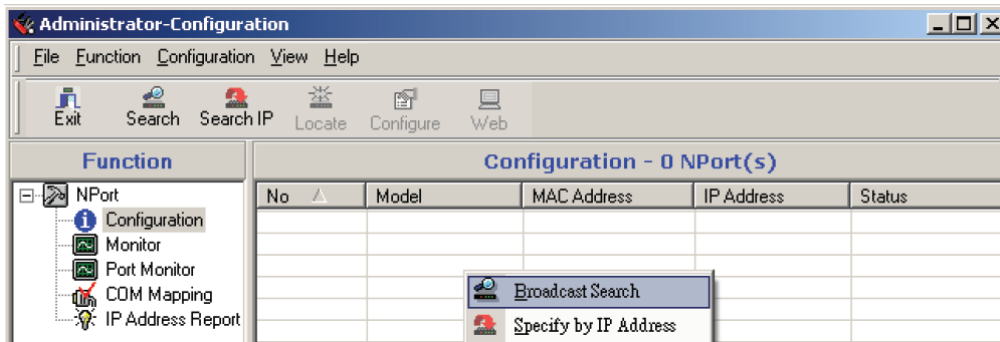 Administrator-Configuration
File Function Configuration View Help
Exit Search Search IP Locate Configure Web
Function
Configuration - 0 NPort(s)
NPort
Configuration
Monitor
Port Monitor
COM Mapping
IP Address Report
No Model MAC Address IP Address Status
Broadcast Search
Specify by IP Address